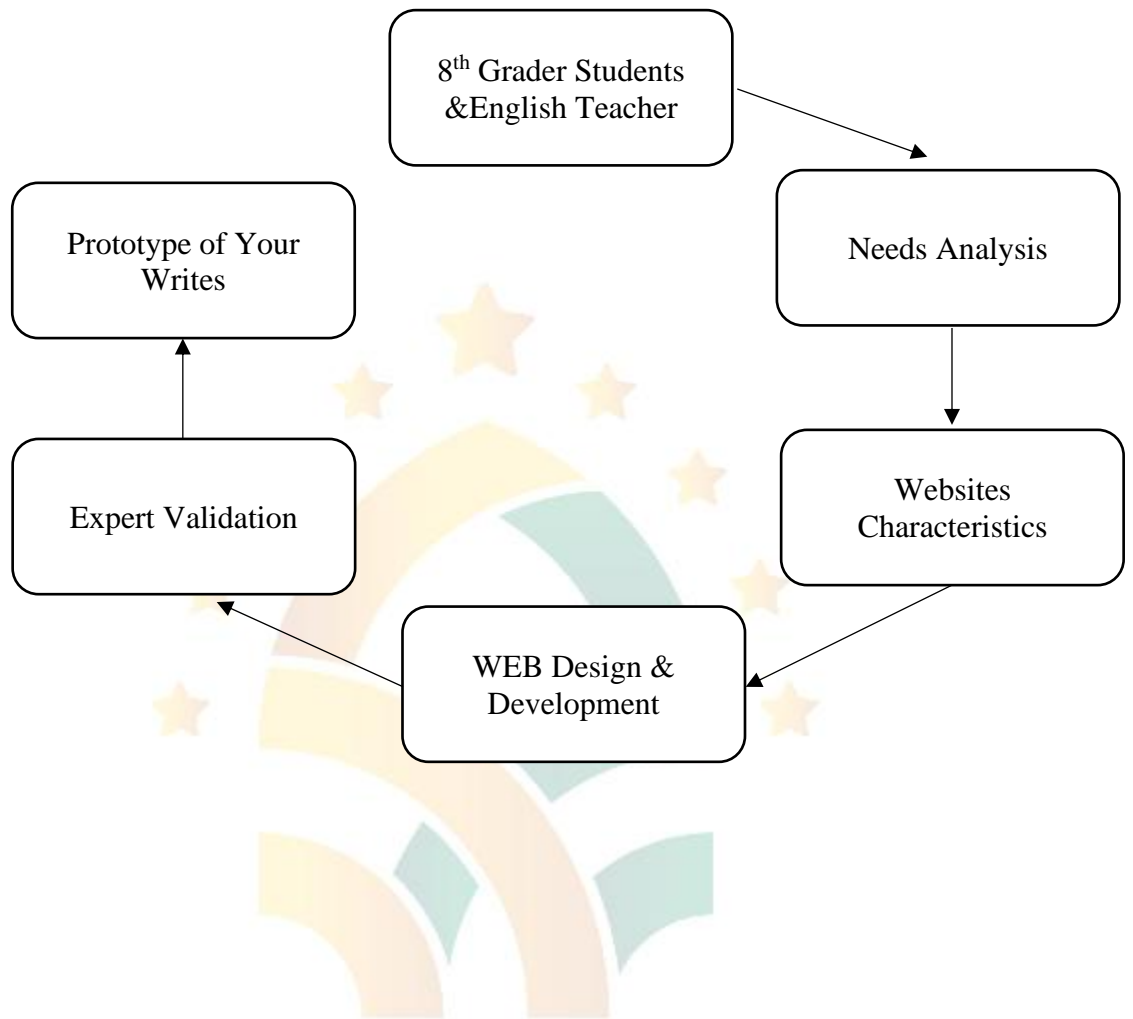 8th Grader Students
&English Teacher
Needs Analysis
Websites
Characteristics
WEB Design &
Development
Expert Validation
Prototype of Your
Writes